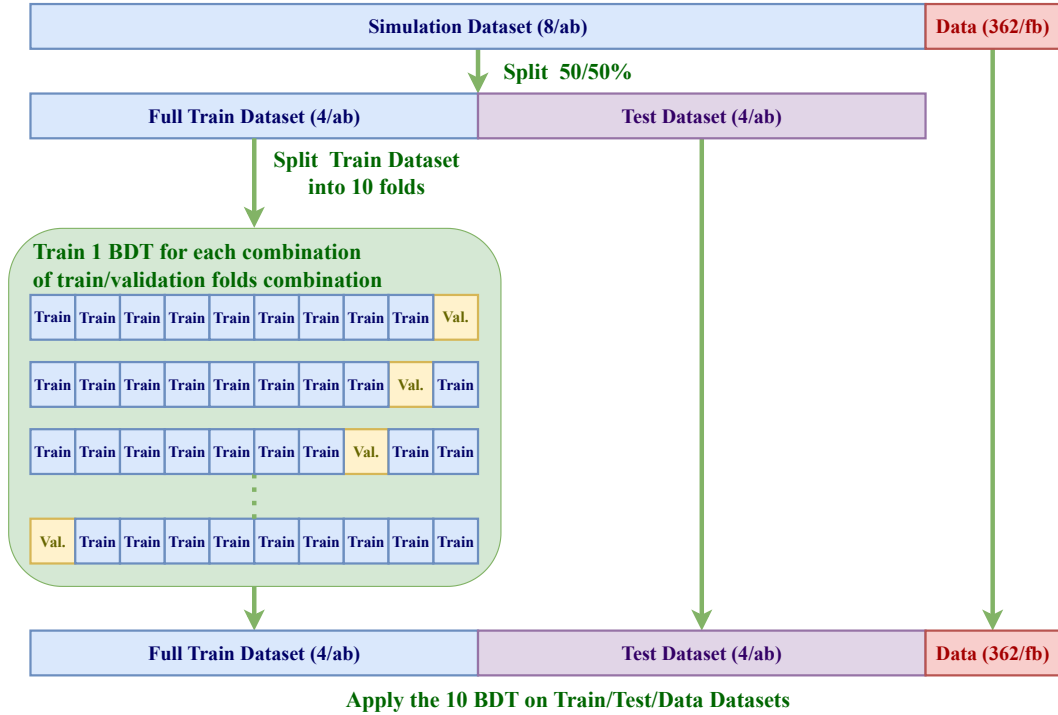 Simulation Dataset (8/ab) Data (362/fb)
Split 50/50%
Full Train Dataset (4/ab) Test Dataset (4/ab)
Split Train Dataset
into 10 folds
Train 1 BDT for each combination
of train/validation folds combination
Train Train Train Train Train Train Train Train Train Val.
Train Train Train Train Train Train Train Train Val. Train
Train Train Train Train Train Train Train Val. Train Train
Val. Train Train Train Train Train Train Train Train Train
Full Train Dataset (4/ab) Test Dataset (4/ab) Data (362/fb)
Apply the 10 BDT on Train/Test/Data Datasets